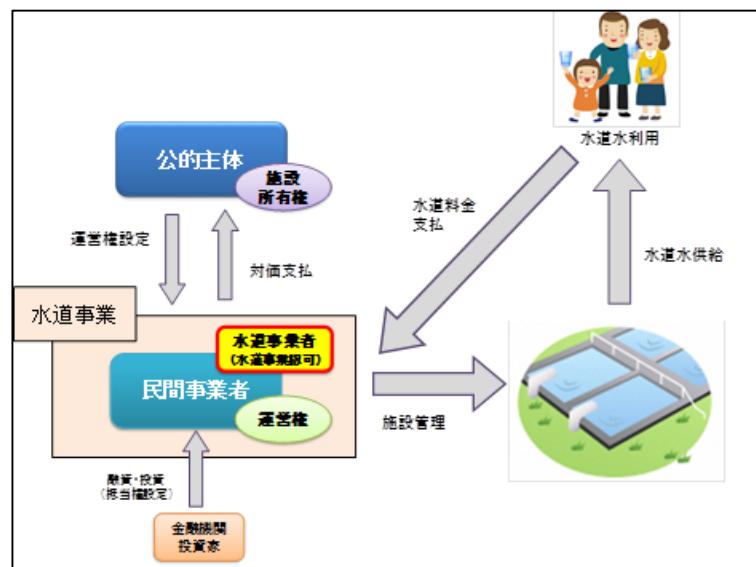 水道水利用
公的主体
施設
所有権
水道料金
支払
運営権設定
対価支払
水道水供給
水道事業
水道事業者
(水道事業認可)
民間事業者
運営権
施設管理
融資・投資
(抵当権設定)
金融機関
投資家